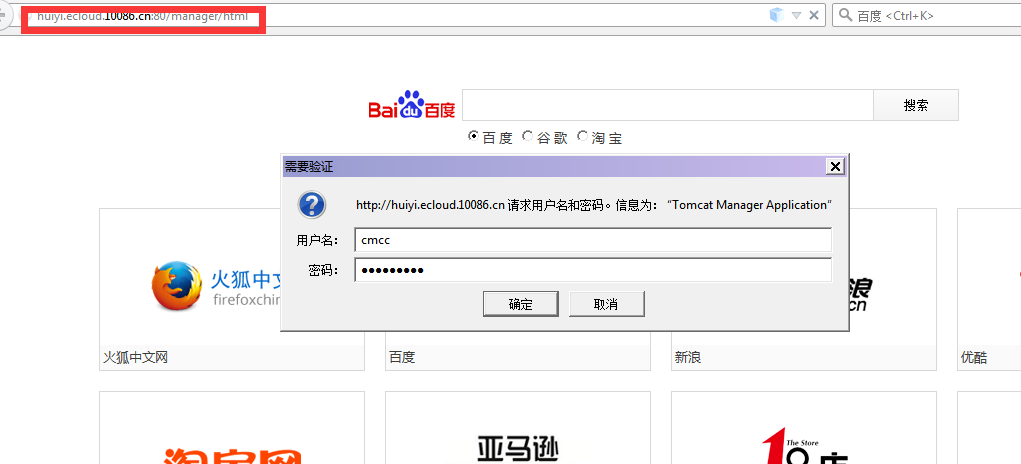 huiyi.ecloud.10086.cn:80/manager/html
百度 <Ctrl+K>
Bai du 百度
搜索
百度 谷歌 淘宝
需要验证
http://huiyi.ecloud.10086.cn 请求用户名和密码。信息为：“Tomcat Manager Application”
用户名： cmcc
密码： ●●●●●●●●●
确定 取消
火狐中文
firefoxchin
浪
cn
火狐中文网
百度
新浪
优酷
淘宝网
亚马逊
The Store
1号店